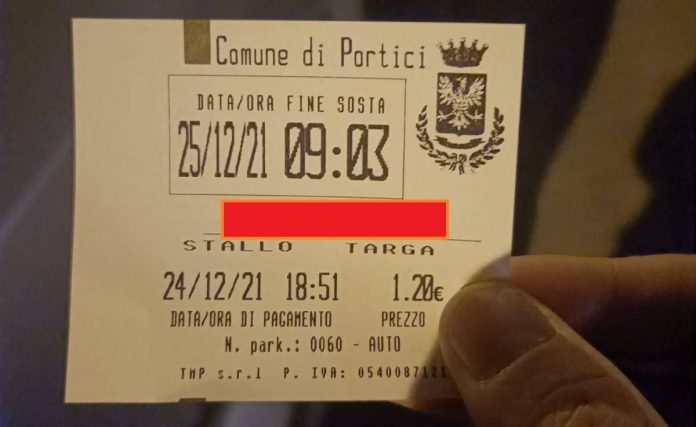 Comune di Portici
DATA/ORA FINE SOSTA
25/12/21 09:03
STALLO TARGA
24/12/21 18:51 1.20€
DATA/ORA DI PAGAMENTO PREZZO
N. park.: 0060 - AUTO
TMP s.r.l P. IVA: